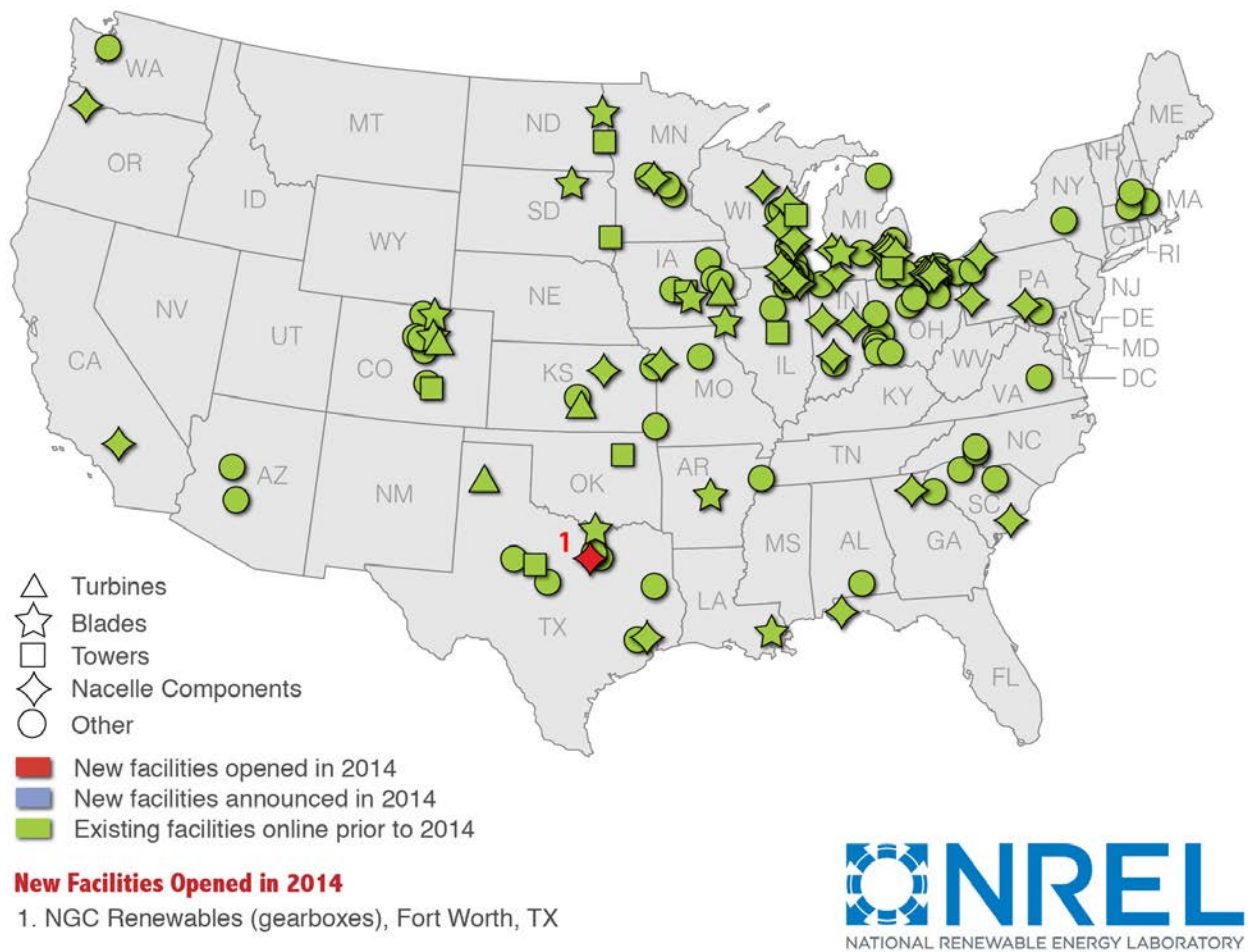 WA
OR
MT
ND
MN
ME
NH
VT
ID
SD
WI
MI
NY
MA
CT
RI
WY
IA
PA
NV
NE
IN
OH
NJ
UT
DE
MD
DC
CA
CO
KS
MO
IL
WV
VA
KY
AZ
NM
OK
AR
TN
NC
SC
MS
AL
GA
LA
TX
FL
1
Turbines
Blades
Towers
Nacelle Components
Other
New facilities opened in 2014
New facilities announced in 2014
Existing facilities online prior to 2014
New Facilities Opened in 2014
1. NGC Renewables (gearboxes), Fort Worth, TX
NREL
NATIONAL RENEWABLE ENERGY LABORATORY